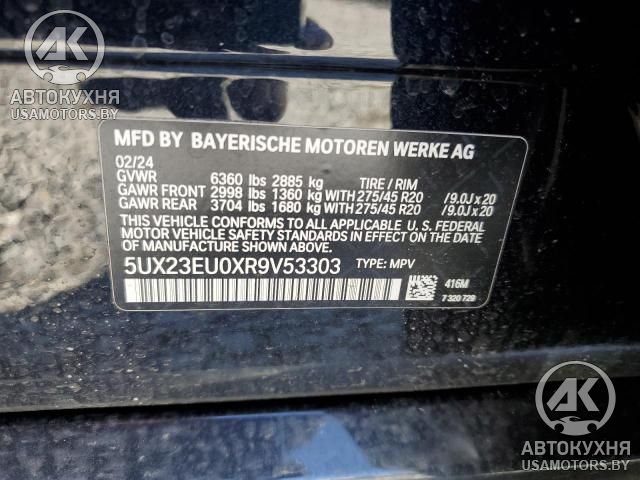 AK
АВТОКУХНЯ
USAMOTORS.BY
MFD BY BAYERISCHE MOTOREN WERKE AG
02/24
GVWR 6360 lbs 2885 kg TIRE / RIM
GAWR FRONT 2998 lbs 1360 kg WITH 275/45 R20 /9.0J x 20
GAWR REAR 3704 lbs 1680 kg WITH 275/45 R20 /9.0J x 20
THIS VEHICLE CONFORMS TO ALL APPLICABLE U. S. FEDERAL
MOTOR VEHICLE SAFETY STANDARDS IN EFFECT ON THE DATE OF MANUFACTURE
SHOWN ABOVE.
5UX23EU0XR9V53303 TYPE: MPV
416M
7320729
AK
АВТОКУХНЯ
USAMOTORS.BY